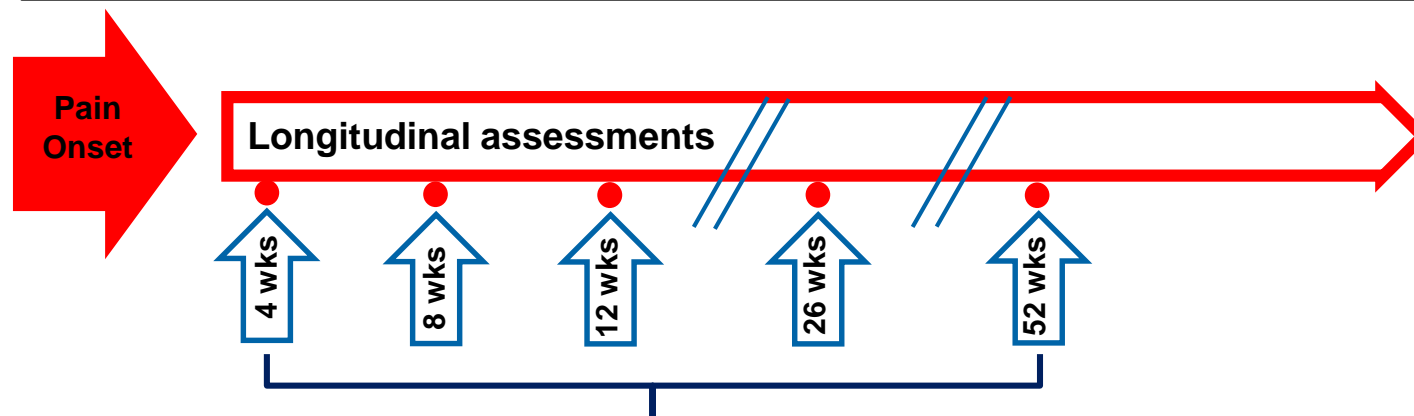 Pain
Onset
Longitudinal assessments
4 wks
8 wks
12 wks
26 wks
52 wks